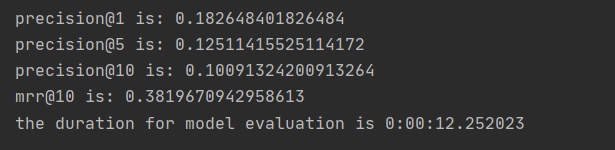 precision@1 is: 0.182648401826484
precision@5 is: 0.12511415525114172
precision@10 is: 0.10091324200913264
mrr@10 is: 0.3819670942958613
the duration for model evaluation is 0:00:12.252023